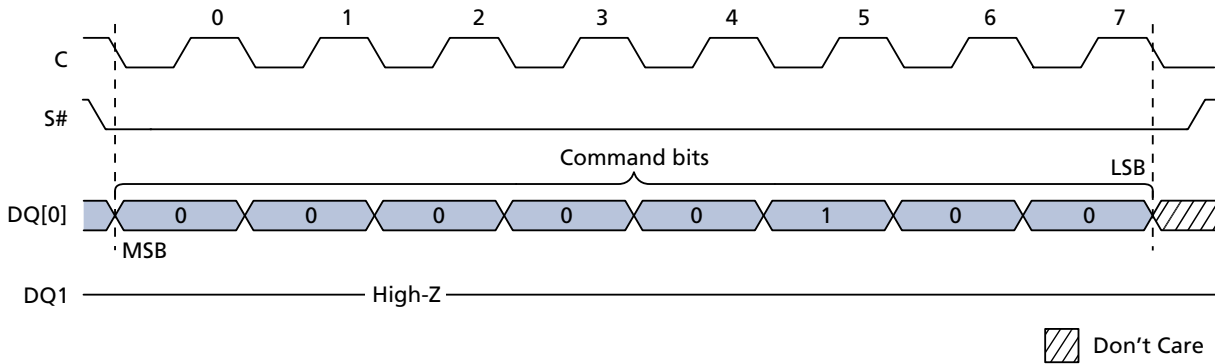 0 1 2 3 4 5 6 7
C
S#
Command bits
LSB
DQ[0] 0 0 0 0 0 1 0 0
MSB
DQ1 High-Z
Don't Care